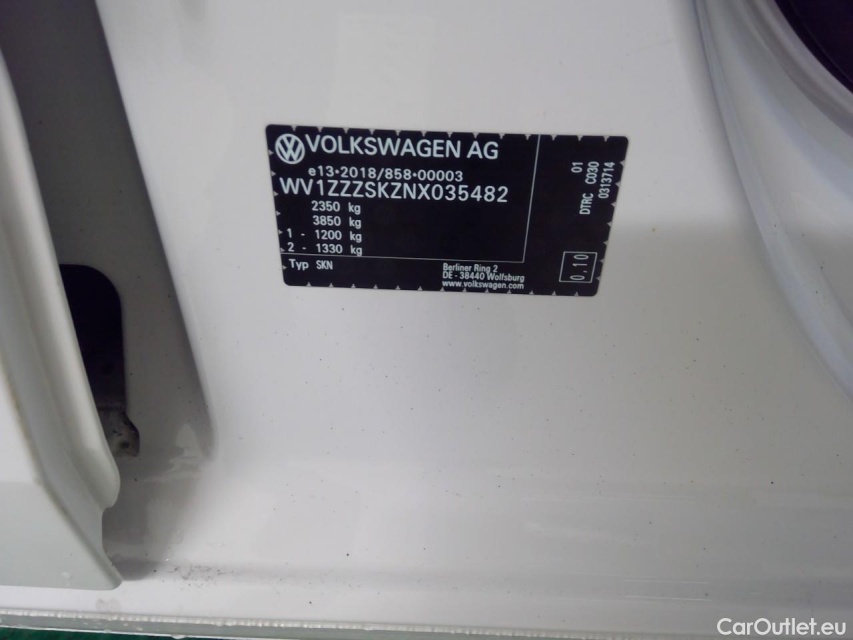 VOLKSWAGEN AG
e13*2018/858*00003
WV1ZZZSKZNX035482
2350 kg
3850 kg
1 - 1200 kg
2 - 1330 kg
Typ SKN
Berliner Ring 2
DE - 38440 Wolfsburg
www.volkswagen.com
01
DTRC C030
0313714
0,10
CarOutlet.eu